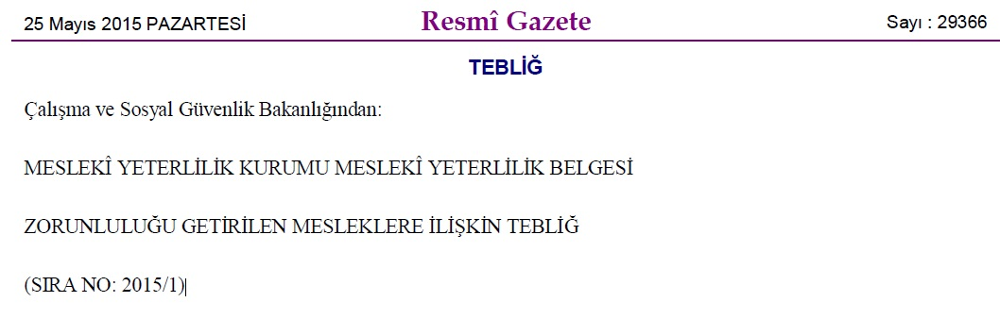 25 Mayıs 2015 PAZARTESİ Resmî Gazete Sayı : 29366
TEBLİĞ
Çalışma ve Sosyal Güvenlik Bakanlığından:
MESLEKÎ YETERLİLİK KURUMU MESLEKÎ YETERLİLİK BELGESİ
ZORUNLULUĞU GETİRİLEN MESLEKLERE İLİŞKİN TEBLİĞ
(SIRA NO: 2015/1)